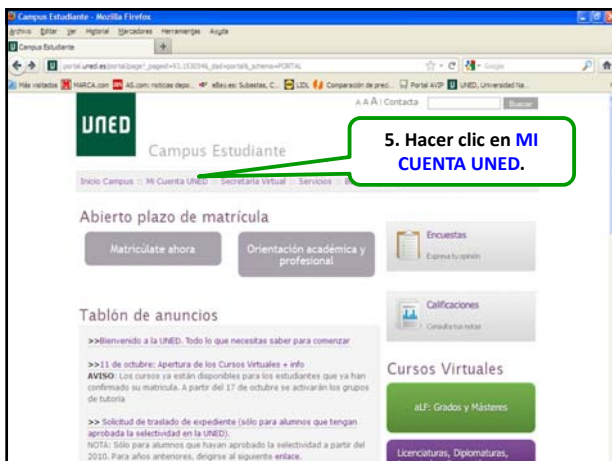 Campus Estudiante - Mozilla Firefox
Archivo Editar Ver Historial Marcadores Herramientas Ayuda
Campus Estudiante
Google
Más visitados MARCA.com AS.com: noticias depo... eBay.es: Subastas, C... LIDL Comparación de prec... Portal AVIP UNED, Universidad Na...
A A A | Contacta Buscar
UNED
Campus Estudiante
5. Hacer clic en MI
CUENTA UNED.
Inicio Campus :: Mi Cuenta UNED :: Secretaría Virtual :: Servicios ::
Abierto plazo de matrícula
Matricúlate ahora
Orientación académica y
profesional
Encuestas
Expresa tu opinión
Calificaciones
Consulta tus notas
Tablón de anuncios
>>Bienvenido a la UNED. Todo lo que necesitas saber para comenzar
>>11 de octubre: Apertura de los Cursos Virtuales + info
AVISO: Los cursos ya están disponibles para los estudiantes que ya han
confirmado su matrícula. A partir del 17 de octubre se activarán los grupos
de tutoría
>> Solicitud de traslado de expediente (sólo para alumnos que tengan
aprobada la selectividad en la UNED).
NOTA: Sólo para alumnos que hayan aprobado la selectividad a partir del
2010. Para años anteriores, dirigirse al siguiente enlace.
Cursos Virtuales
aLF: Grados y Másteres
Licenciaturas, Diplomaturas,